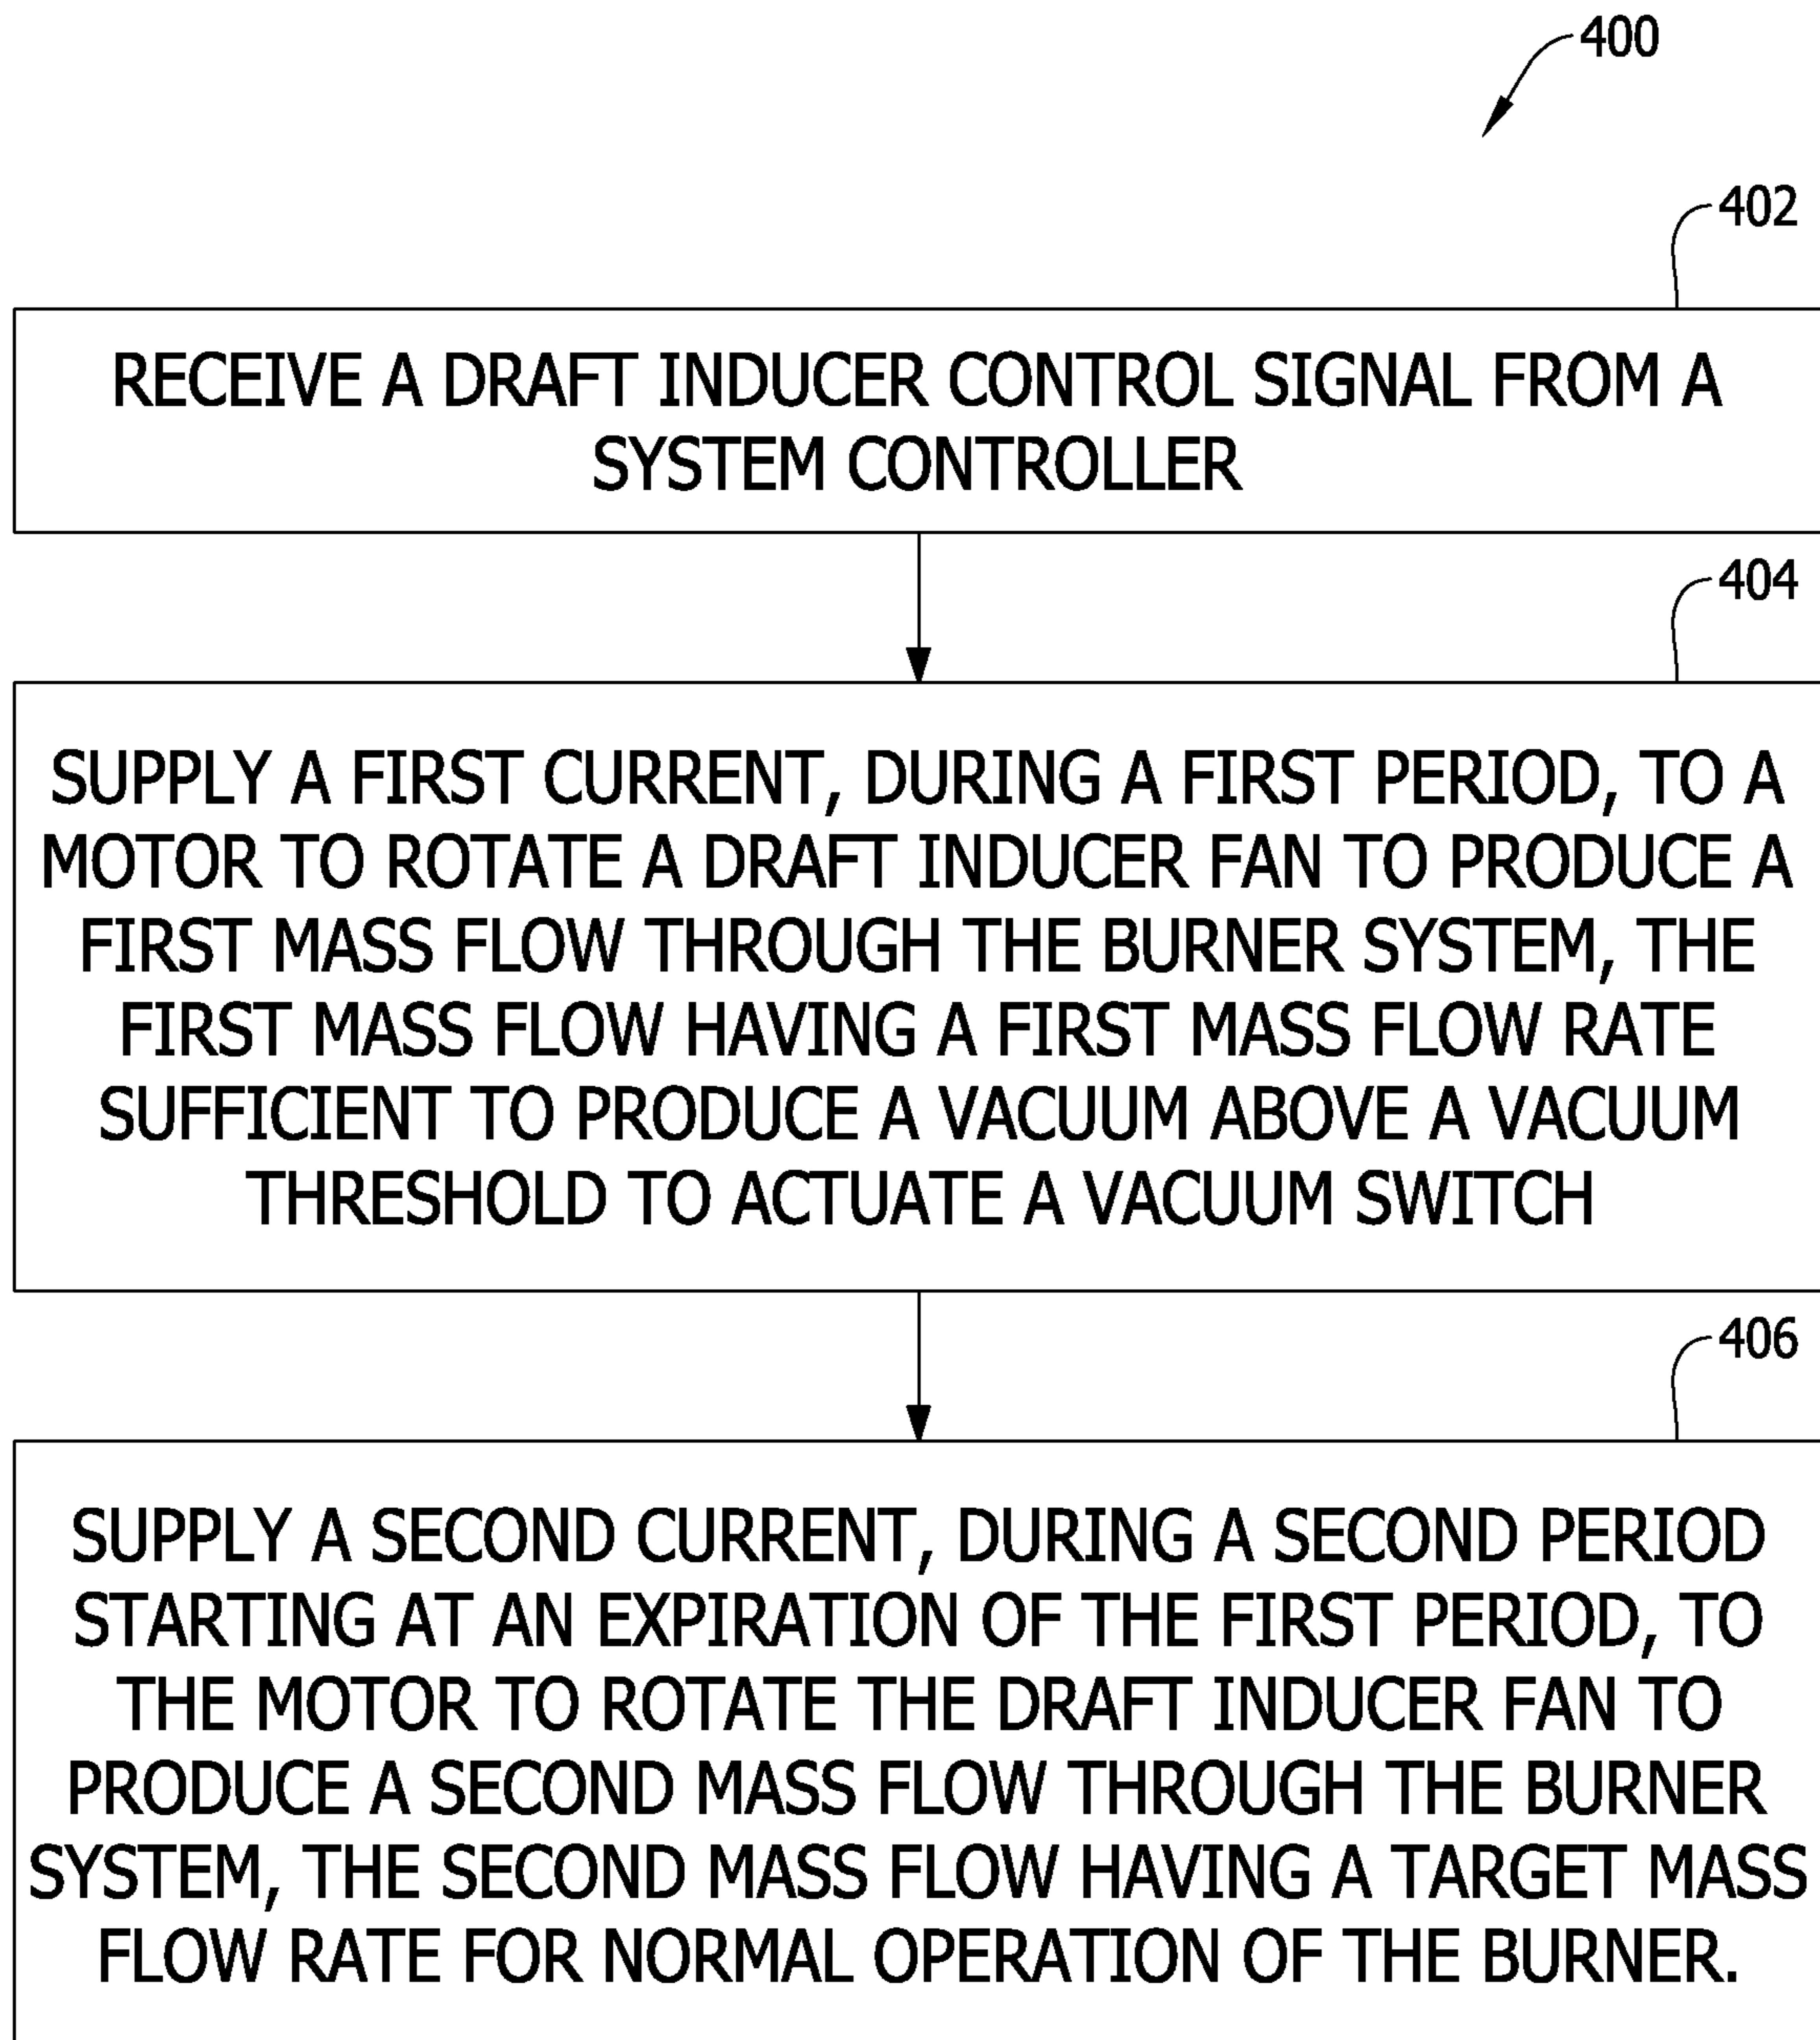 400
402
RECEIVE A DRAFT INDUCER CONTROL SIGNAL FROM A
SYSTEM CONTROLLER
404
SUPPLY A FIRST CURRENT, DURING A FIRST PERIOD, TO A
MOTOR TO ROTATE A DRAFT INDUCER FAN TO PRODUCE A
FIRST MASS FLOW THROUGH THE BURNER SYSTEM, THE
FIRST MASS FLOW HAVING A FIRST MASS FLOW RATE
SUFFICIENT TO PRODUCE A VACUUM ABOVE A VACUUM
THRESHOLD TO ACTUATE A VACUUM SWITCH
406
SUPPLY A SECOND CURRENT, DURING A SECOND PERIOD
STARTING AT AN EXPIRATION OF THE FIRST PERIOD, TO
THE MOTOR TO ROTATE THE DRAFT INDUCER FAN TO
PRODUCE A SECOND MASS FLOW THROUGH THE BURNER
SYSTEM, THE SECOND MASS FLOW HAVING A TARGET MASS
FLOW RATE FOR NORMAL OPERATION OF THE BURNER.